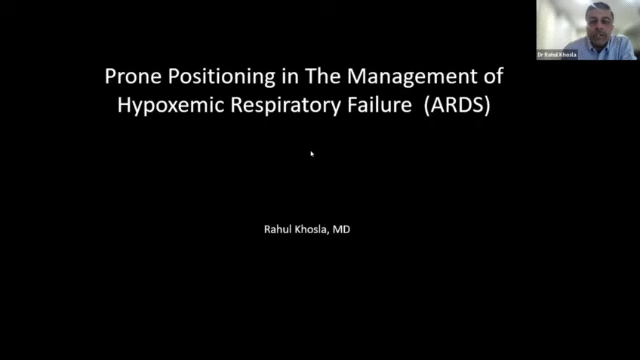 Dr Rahul Khosla
Prone Positioning in The Management of
Hypoxemic Respiratory Failure (ARDS)
Rahul Khosla, MD